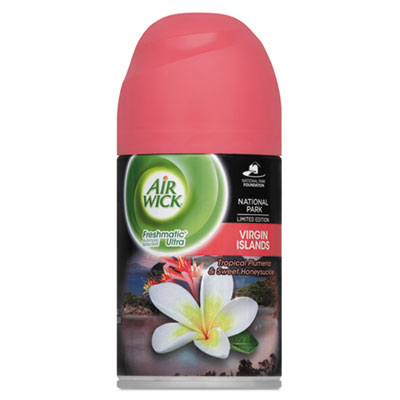 NATIONAL PARK
FOUNDATION
AIR
WICK
Freshmatic
Ultra
NATIONAL
PARK
LIMITED EDITION
VIRGIN
ISLANDS
Tropical Plumeria
& Sweet Honeysuckle